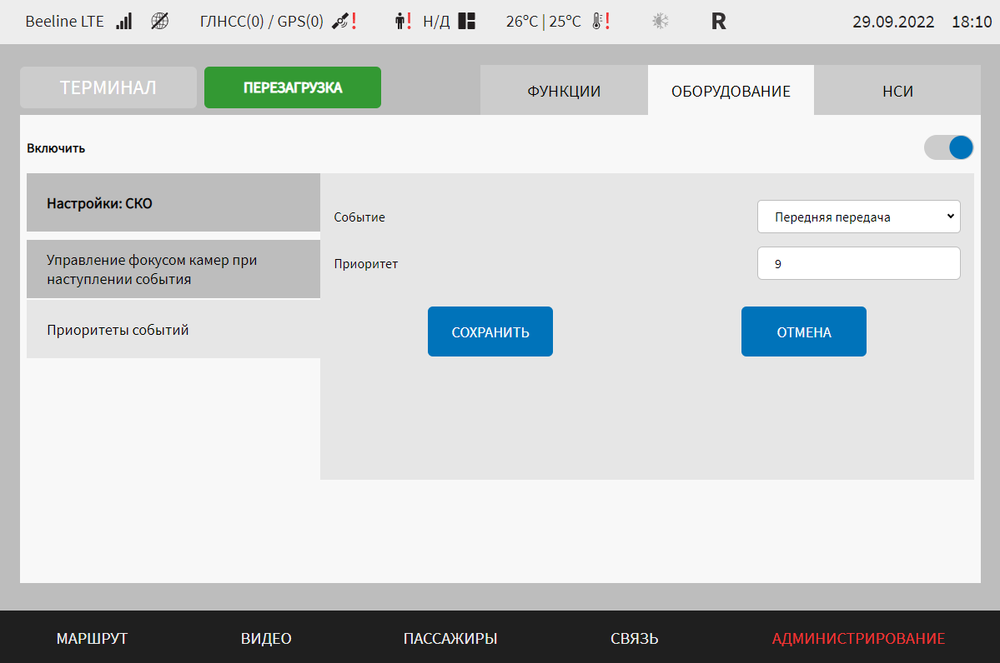 Beeline LTE ГЛНСС(0) / GPS(0) ! ! Н/Д 26°C | 25°C ! R 29.09.2022 18:10
ТЕРМИНАЛ ПЕРЕЗАГРУЗКА ФУНКЦИИ ОБОРУДОВАНИЕ НСИ
Включить
Настройки: СКО
Событие Передняя передача
Управление фокусом камер при
наступлении события
Приоритет 9
Приоритеты событий
СОХРАНИТЬ ОТМЕНА
МАРШРУТ ВИДЕО ПАССАЖИРЫ СВЯЗЬ АДМИНИСТРИРОВАНИЕ